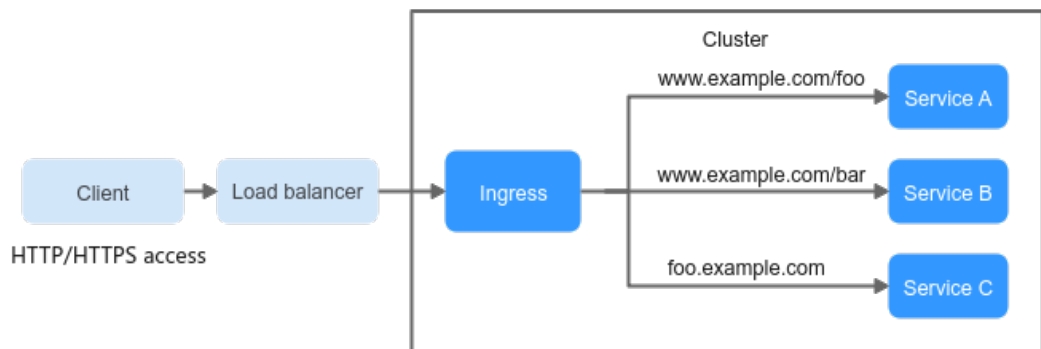 Cluster
www.example.com/foo
Service A
Client
Load balancer
Ingress
www.example.com/bar
Service B
HTTP/HTTPS access
foo.example.com
Service C